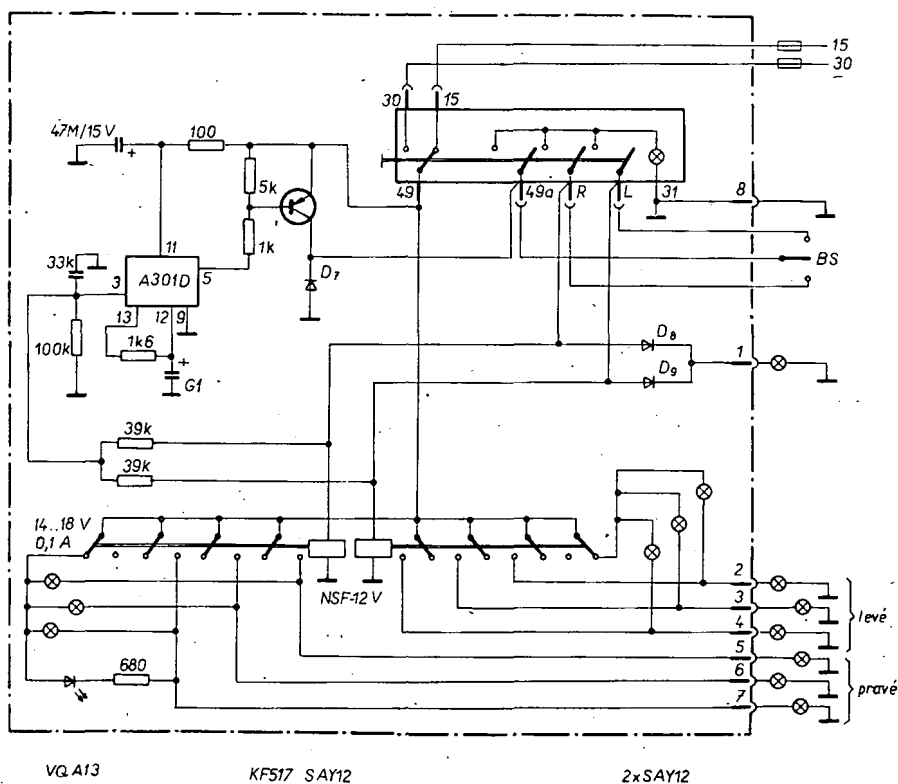 15
30
30 15
47M/15 V
+
100
5k
1k
49
49a
R
L
31
8
BS
33k
3
11
A301D
5
13
12
9
D7
100k
1k6
+
G1
D8
D9
1
39k
39k
14..18 V
0,1 A
NSF-12 V
2
3
4
levé
5
6
7
pravé
680
VQA13
KF517 SAY12
2xSAY12